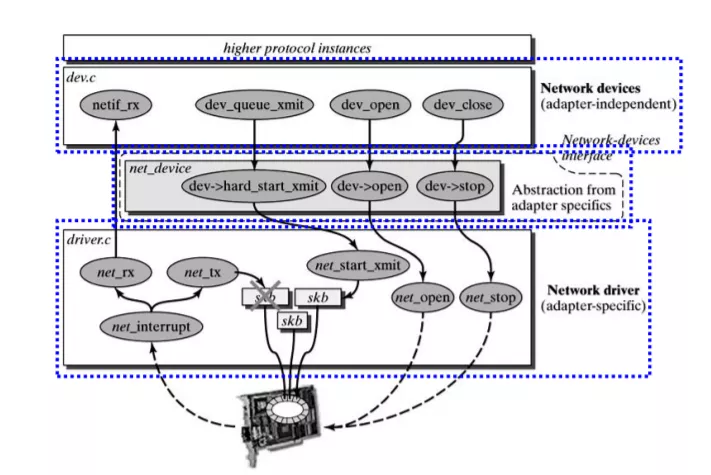 higher protocol instances
dev.c
netif_rx
dev_queue_xmit
dev_open
dev_close
Network devices
(adapter-independent)
Network-devices
interface
net_device
dev->hard_start_xmit
dev->open
dev->stop
Abstraction from
adapter specifics
driver.c
net_rx
net_tx
net_start_xmit
skb
skb
skb
net_open
net_stop
Network driver
(adapter-specific)
net_interrupt